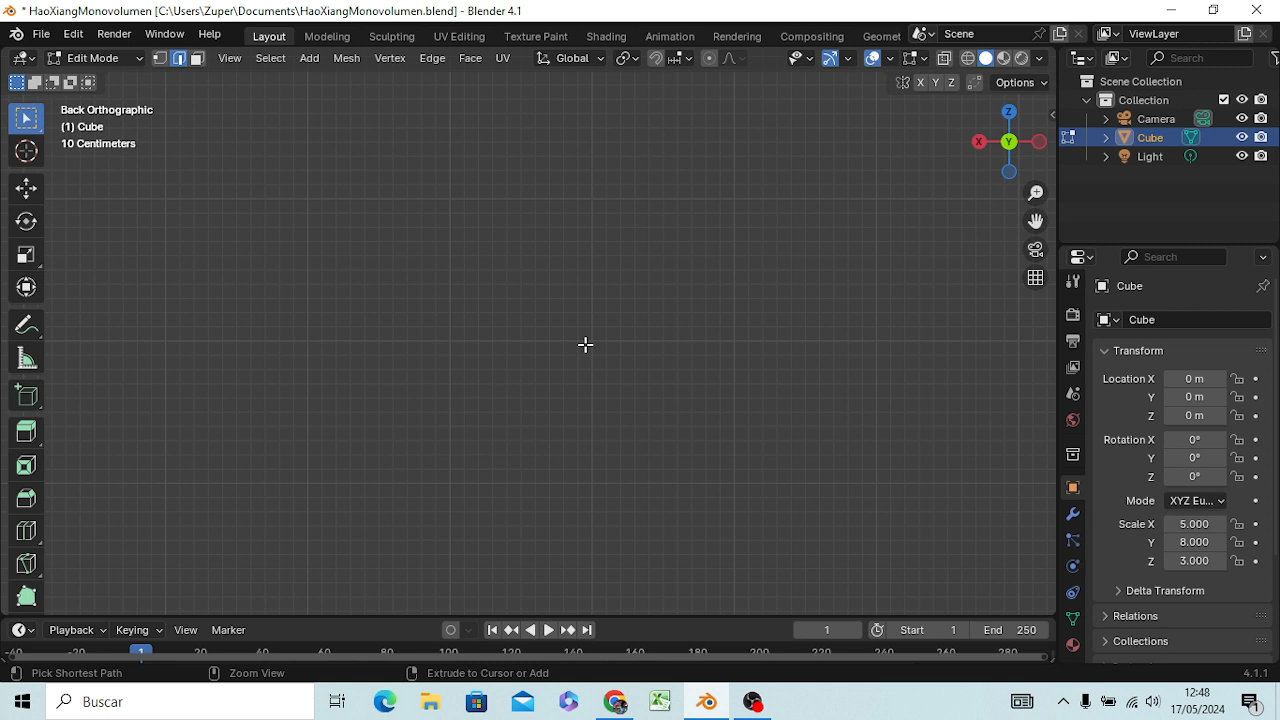 * HaoXiangMonovolumen [C:\Users\Zuper\Documents\HaoXiangMonovolumen.blend] - Blender 4.1
File Edit Render Window Help Layout Modeling Sculpting UV Editing Texture Paint Shading Animation Rendering Compositing Geomet Scene ViewLayer
Edit Mode View Select Add Mesh Vertex Edge Face UV Global Search
X Y Z Options
Back Orthographic
(1) Cube
10 Centimeters
Z
X Y
Scene Collection
Collection
Camera
Cube
Light
Search
Cube
Cube
Transform
Location X 0 m
Y 0 m
Z 0 m
Rotation X 0°
Y 0°
Z 0°
Mode XYZ Eu...
Scale X 5.000
Y 8.000
Z 3.000
Delta Transform
Relations
Collections
Playback Keying View Marker 1 Start 1 End 250
-40 -20 1 20 40 60 80 100 120 140 160 180 200 220 240 260 280
Pick Shortest Path Zoom View Extrude to Cursor or Add 4.1.1
Buscar
12:48
17/05/2024
1